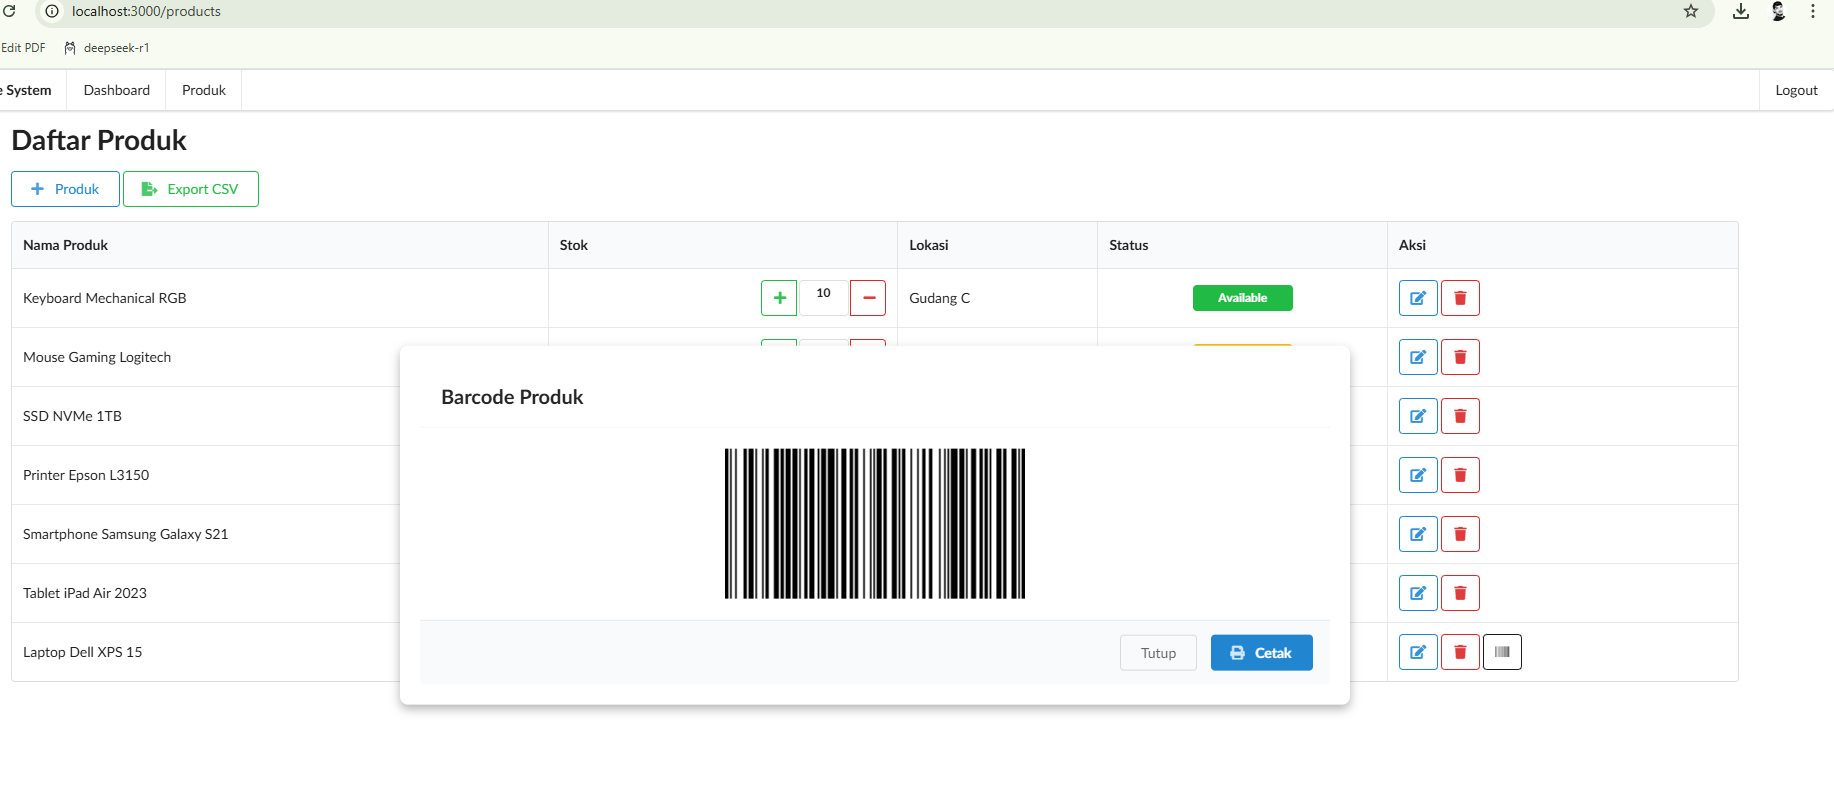 localhost:3000/products
Edit PDF deepseek-r1
e System Dashboard Produk Logout
Daftar Produk
Produk Export CSV
Nama Produk Stok Lokasi Status Aksi
Keyboard Mechanical RGB 10 Gudang C Available
Mouse Gaming Logitech
Barcode Produk
SSD NVMe 1TB
Printer Epson L3150
Smartphone Samsung Galaxy S21
Tablet iPad Air 2023
Laptop Dell XPS 15 Tutup Cetak